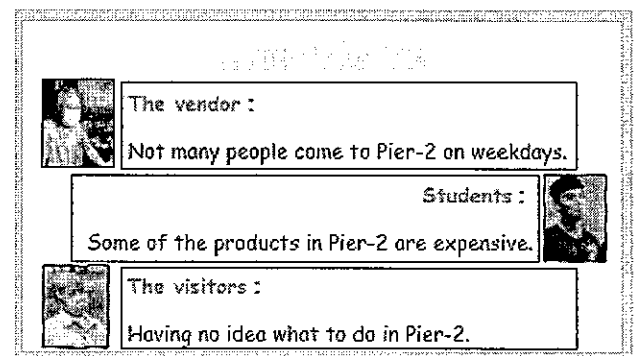 The vendor :
Not many people come to Pier-2 on weekdays.
Students :
Some of the products in Pier-2 are expensive.
The visitors :
Having no idea what to do in Pier-2.